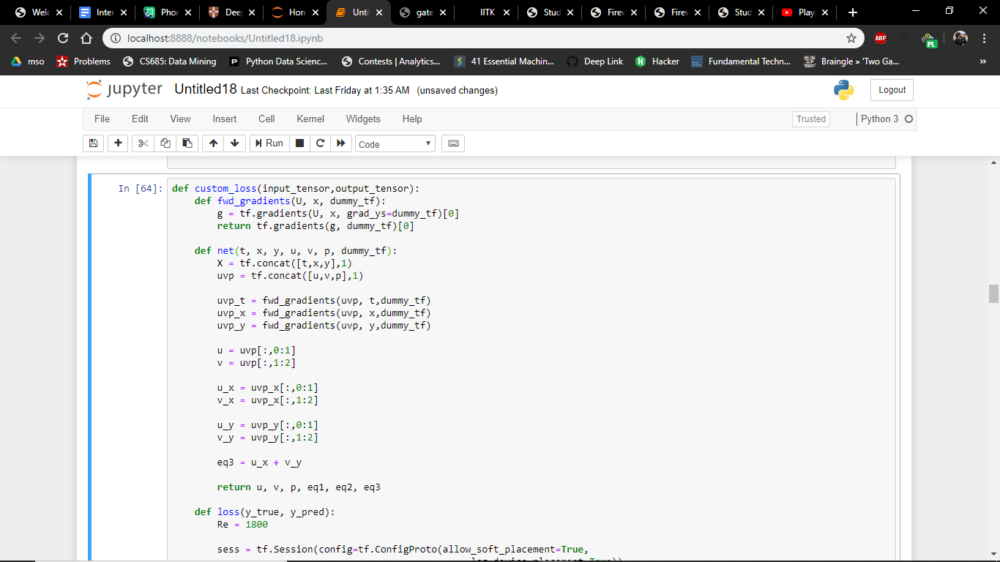 Welc
Inter
Phor
Dee
Hor
Unti
gate
IITK
Stud
Firev
Firev
Stud
Play
localhost:8888/notebooks/Untitled18.ipynb
ABP
PL
mso
Problems
CS685: Data Mining
Python Data Scienc...
Contests | Analytics...
41 Essential Machin...
Deep Link
Hacker
Fundamental Techn...
Braingle » 'Two Ga...
jupyter Untitled18 Last Checkpoint: Last Friday at 1:35 AM (unsaved changes)
Logout
File Edit View Insert Cell Kernel Widgets Help
Trusted
Python 3
Run
Code
In [64]:
def custom_loss(input_tensor,output_tensor):
    def fwd_gradients(U, x, dummy_tf):
        g = tf.gradients(U, x, grad_ys=dummy_tf)[0]
        return tf.gradients(g, dummy_tf)[0]
    def net(t, x, y, u, v, p, dummy_tf):
        X = tf.concat([t,x,y],1)
        uvp = tf.concat([u,v,p],1)
        uvp_t = fwd_gradients(uvp, t,dummy_tf)
        uvp_x = fwd_gradients(uvp, x,dummy_tf)
        uvp_y = fwd_gradients(uvp, y,dummy_tf)
        u = uvp[:,0:1]
        v = uvp[:,1:2]
        u_x = uvp_x[:,0:1]
        v_x = uvp_x[:,1:2]
        u_y = uvp_y[:,0:1]
        v_y = uvp_y[:,1:2]
        eq3 = u_x + v_y
        return u, v, p, eq1, eq2, eq3
    def loss(y_true, y_pred):
        Re = 1800
        sess = tf.Session(config=tf.ConfigProto(allow_soft_placement=True,